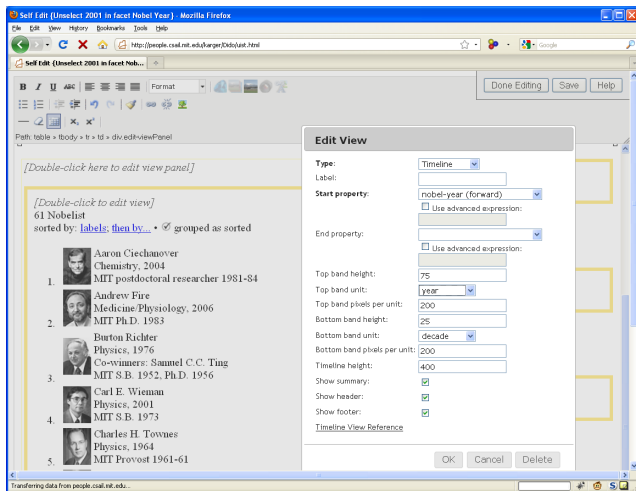 Self Edit {Unselect 2001 in facet Nobel Year} - Mozilla Firefox
File Edit View History Bookmarks Tools Help
http://people.csail.mit.edu/karger/Dido/uist.html
Google
Self Edit {Unselect 2001 in facet Nob...
B I U ABC Format
Done Editing Save Help
Path: table » tbody » tr » td » div.edit-viewPanel
[Double-click here to edit view panel]
[Double-click to edit view]
61 Nobelist
sorted by: labels; then by... • grouped as sorted
1. Aaron Ciechanover
Chemistry, 2004
MIT postdoctoral researcher 1981-84
2. Andrew Fire
Medicine/Physiology, 2006
MIT Ph.D. 1983
3. Burton Richter
Physics, 1976
Co-winners: Samuel C.C. Ting
MIT S.B. 1952, Ph.D. 1956
4. Carl E. Wieman
Physics, 2001
MIT S.B. 1973
5. Charles H. Townes
Physics, 1964
MIT Provost 1961-61
Edit View
Type: Timeline
Label:
Start property: nobel-year (forward)
Use advanced expression:
End property:
Use advanced expression:
Top band height: 75
Top band unit: year
Top band pixels per unit: 200
Bottom band height: 25
Bottom band unit: decade
Bottom band pixels per unit: 200
Timeline height: 400
Show summary:
Show header:
Show footer:
Timeline View Reference
OK Cancel Delete
Transferring data from people.csail.mit.edu...